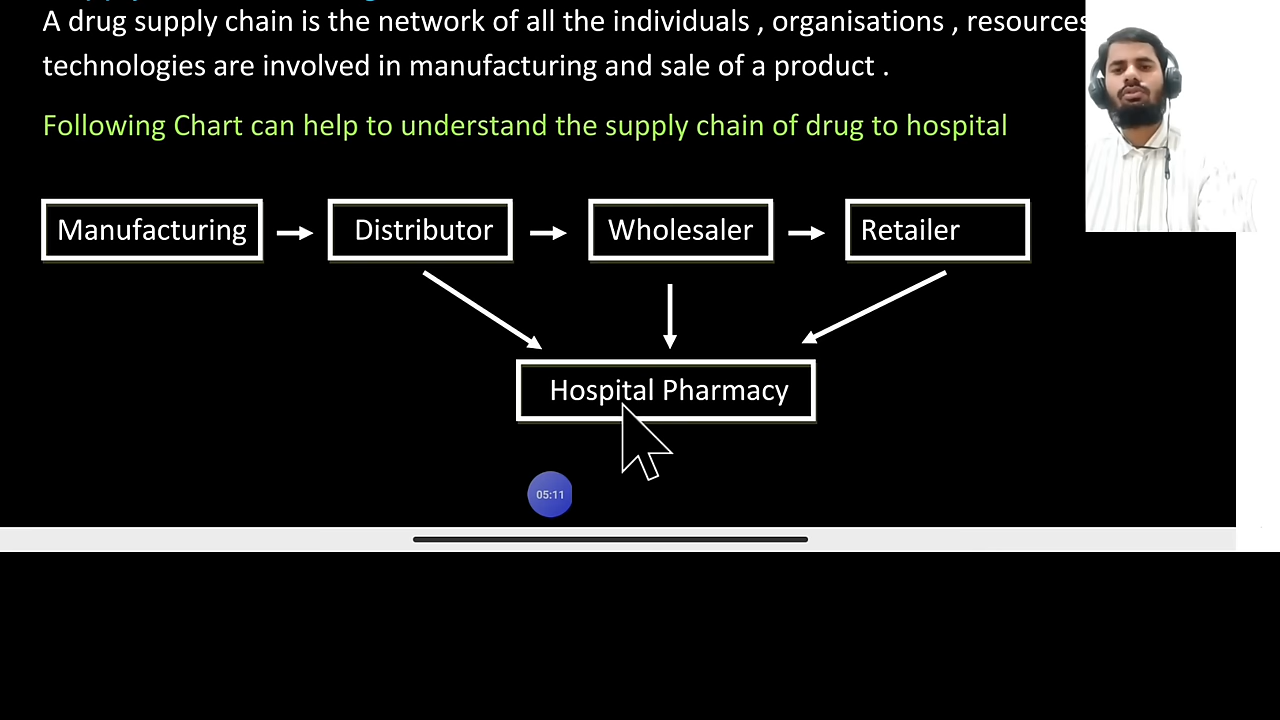 A drug supply chain is the network of all the individuals , organisations , resources
technologies are involved in manufacturing and sale of a product .
Following Chart can help to understand the supply chain of drug to hospital
Manufacturing
Distributor
Wholesaler
Retailer
Hospital Pharmacy
05:11